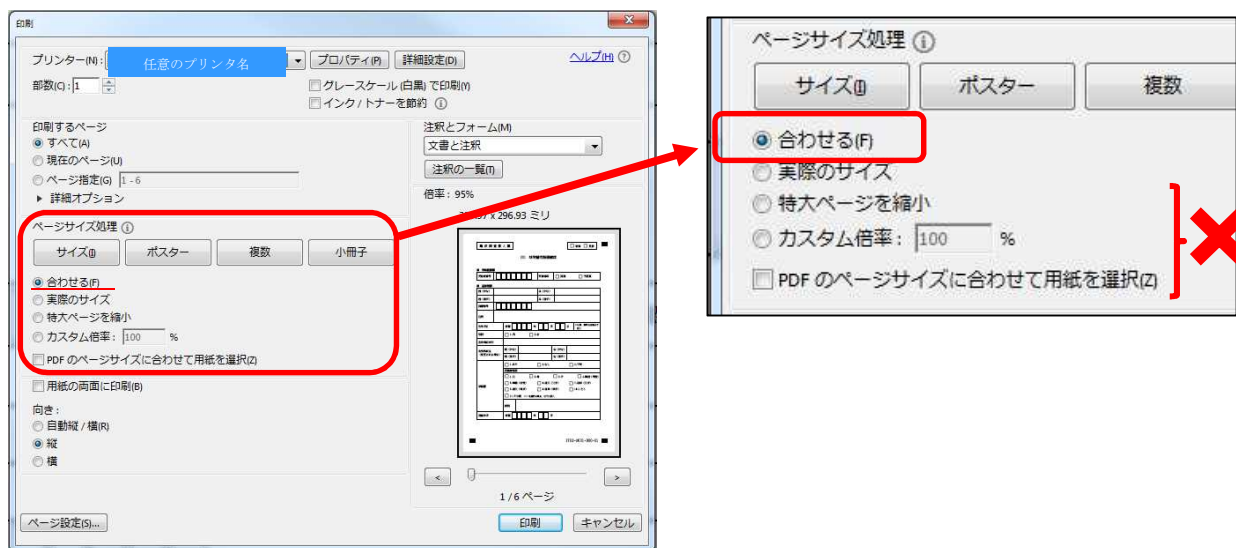 印刷
プリンター(N): 任意のプリンタ名 プロパティ(P) 詳細設定(D) ヘルプ(H)
部数(C): 1 グレースケール (白黒) で印刷(Y)
インク / トナーを節約
印刷するページ
すべて(A)
現在のページ(U)
ページ指定(G) 1 - 6
詳細オプション
注釈とフォーム(M)
文書と注釈
注釈の一覧(T)
倍率: 95%
x 296.93 ミリ
ページサイズ処理
サイズ(I) ポスター 複数 小冊子
合わせる(F)
実際のサイズ
特大ページを縮小
カスタム倍率: 100 %
PDF のページサイズに合わせて用紙を選択(Z)
用紙の両面に印刷(B)
向き:
自動縦 / 横(R)
縦
横
< >
1 / 6 ページ
ページ設定(S)... 印刷 キャンセル
ページサイズ処理
サイズ(I) ポスター 複数
合わせる(F)
実際のサイズ
特大ページを縮小
カスタム倍率: 100 %
PDF のページサイズに合わせて用紙を選択(Z)